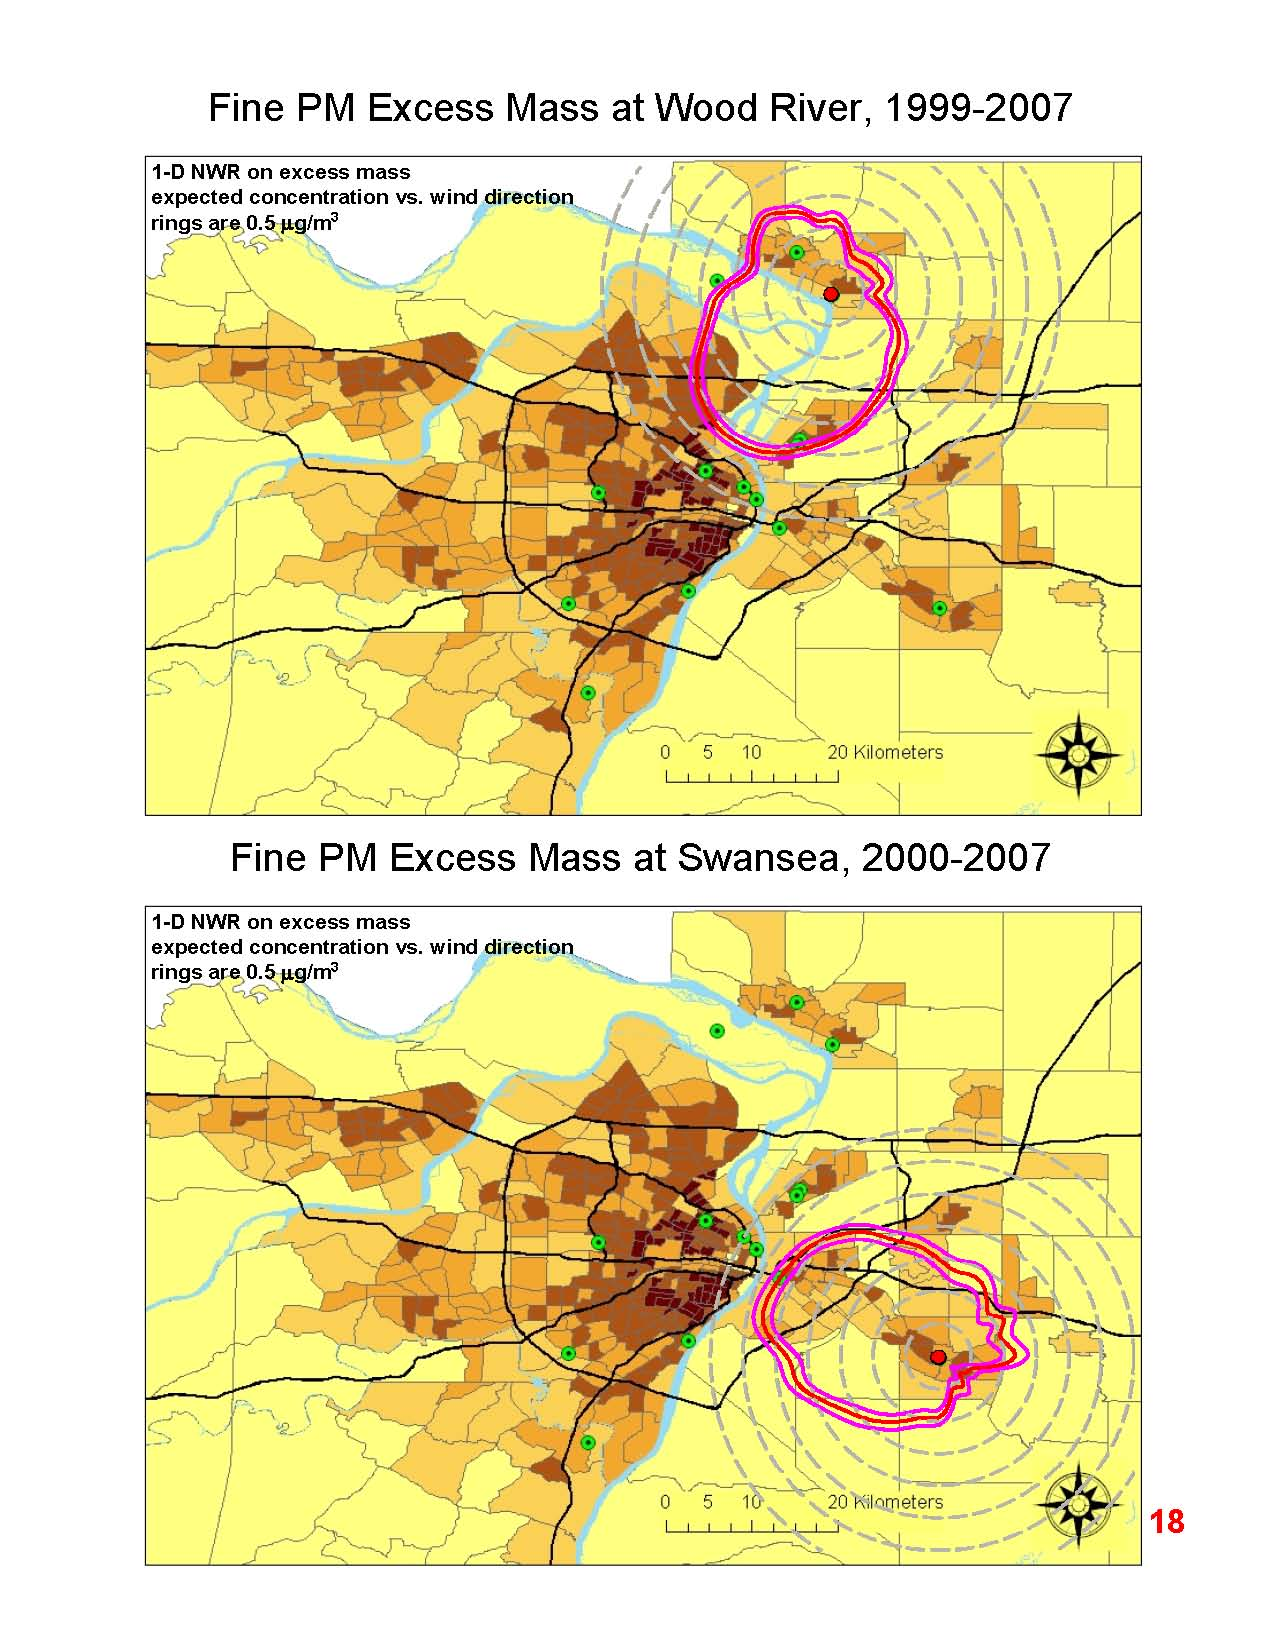 Fine PM Excess Mass at Wood River, 1999-2007
1-D NWR on excess mass
expected concentration vs. wind direction
rings are 0.5 µg/m³
0 5 10 20 Kilometers
Fine PM Excess Mass at Swansea, 2000-2007
1-D NWR on excess mass
expected concentration vs. wind direction
rings are 0.5 µg/m³
0 5 10 20 Kilometers
18